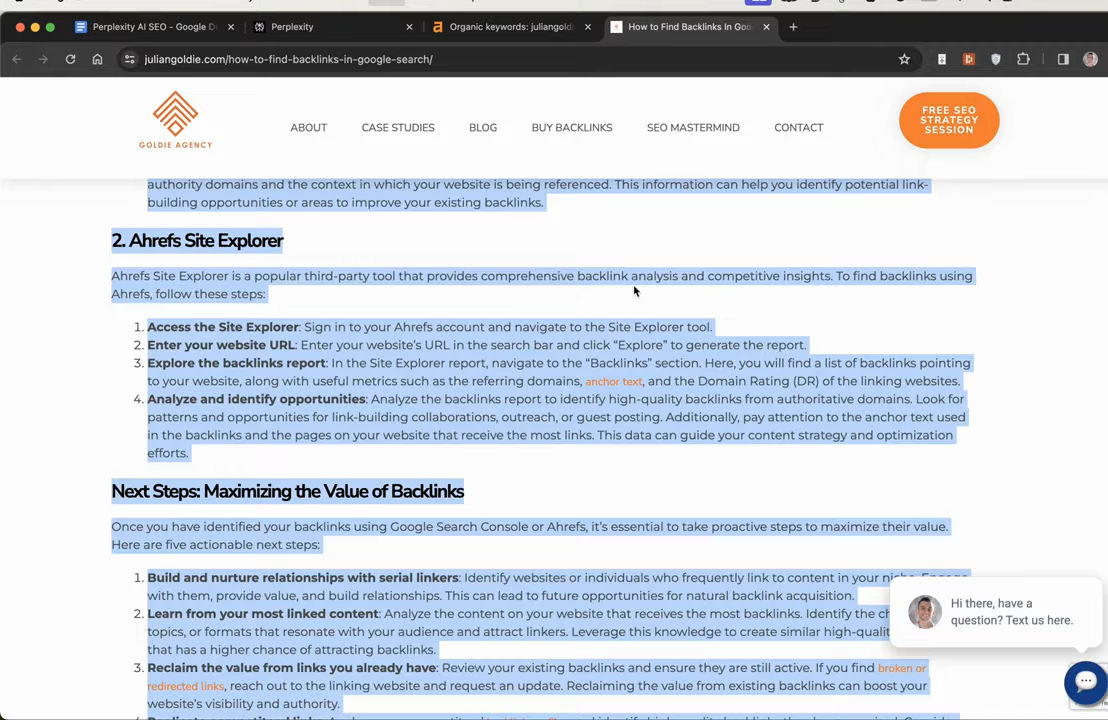 Perplexity AI SEO - Google D
Perplexity
Organic keywords: juliangoldi
How to Find Backlinks In Goo
juliangoldie.com/how-to-find-backlinks-in-google-search/
GOLDIE AGENCY
ABOUT
CASE STUDIES
BLOG
BUY BACKLINKS
SEO MASTERMIND
CONTACT
FREE SEO
STRATEGY
SESSION
authority domains and the context in which your website is being referenced. This information can help you identify potential link-
building opportunities or areas to improve your existing backlinks.
2. Ahrefs Site Explorer
Ahrefs Site Explorer is a popular third-party tool that provides comprehensive backlink analysis and competitive insights. To find backlinks using
Ahrefs, follow these steps:
1. Access the Site Explorer: Sign in to your Ahrefs account and navigate to the Site Explorer tool.
2. Enter your website URL: Enter your website's URL in the search bar and click “Explore” to generate the report.
3. Explore the backlinks report: In the Site Explorer report, navigate to the “Backlinks” section. Here, you will find a list of backlinks pointing
to your website, along with useful metrics such as the referring domains, anchor text, and the Domain Rating (DR) of the linking websites.
4. Analyze and identify opportunities: Analyze the backlinks report to identify high-quality backlinks from authoritative domains. Look for
patterns and opportunities for link-building collaborations, outreach, or guest posting. Additionally, pay attention to the anchor text used
in the backlinks and the pages on your website that receive the most links. This data can guide your content strategy and optimization
efforts.
Next Steps: Maximizing the Value of Backlinks
Once you have identified your backlinks using Google Search Console or Ahrefs, it's essential to take proactive steps to maximize their value.
Here are five actionable next steps:
1. Build and nurture relationships with serial linkers: Identify websites or individuals who frequently link to content in your niche. Engage
with them, provide value, and build relationships. This can lead to future opportunities for natural backlink acquisition.
2. Learn from your most linked content: Analyze the content on your website that receives the most backlinks. Identify the
topics, or formats that resonate with your audience and attract linkers. Leverage this knowledge to create similar high-quali
that has a higher chance of attracting backlinks.
3. Reclaim the value from links you already have: Review your existing backlinks and ensure they are still active. If you find broken or
redirected links, reach out to the linking website and request an update. Reclaiming the value from existing backlinks can boost your
website's visibility and authority.
Hi there, have a
question? Text us here.